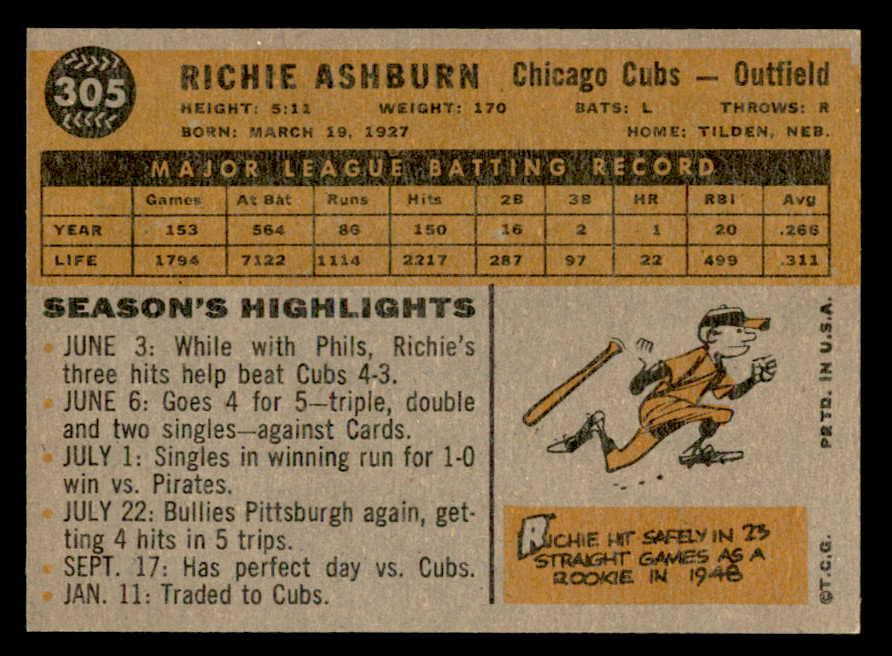 305
RICHIE ASHBURN Chicago Cubs — Outfield
HEIGHT: 5:11 WEIGHT: 170 BATS: L THROWS: R
BORN: MARCH 19, 1927 HOME: TILDEN, NEB.
MAJOR LEAGUE BATTING RECORD
Games At Bat Runs Hits 2B 3B HR RBI Avg
YEAR 153 564 86 150 16 2 1 20 .266
LIFE 1794 7122 1114 2217 287 97 22 499 .311
SEASON'S HIGHLIGHTS
• JUNE 3: While with Phils, Richie's
three hits help beat Cubs 4-3.
• JUNE 6: Goes 4 for 5—triple, double
and two singles—against Cards.
• JULY 1: Singles in winning run for 1-0
win vs. Pirates.
• JULY 22: Bullies Pittsburgh again, get-
ting 4 hits in 5 trips.
• SEPT. 17: Has perfect day vs. Cubs.
• JAN. 11: Traded to Cubs.
RICHIE HIT SAFELY IN 23
STRAIGHT GAMES AS A
ROOKIE IN 1948
©T.C.G. PRTD. IN U.S.A.